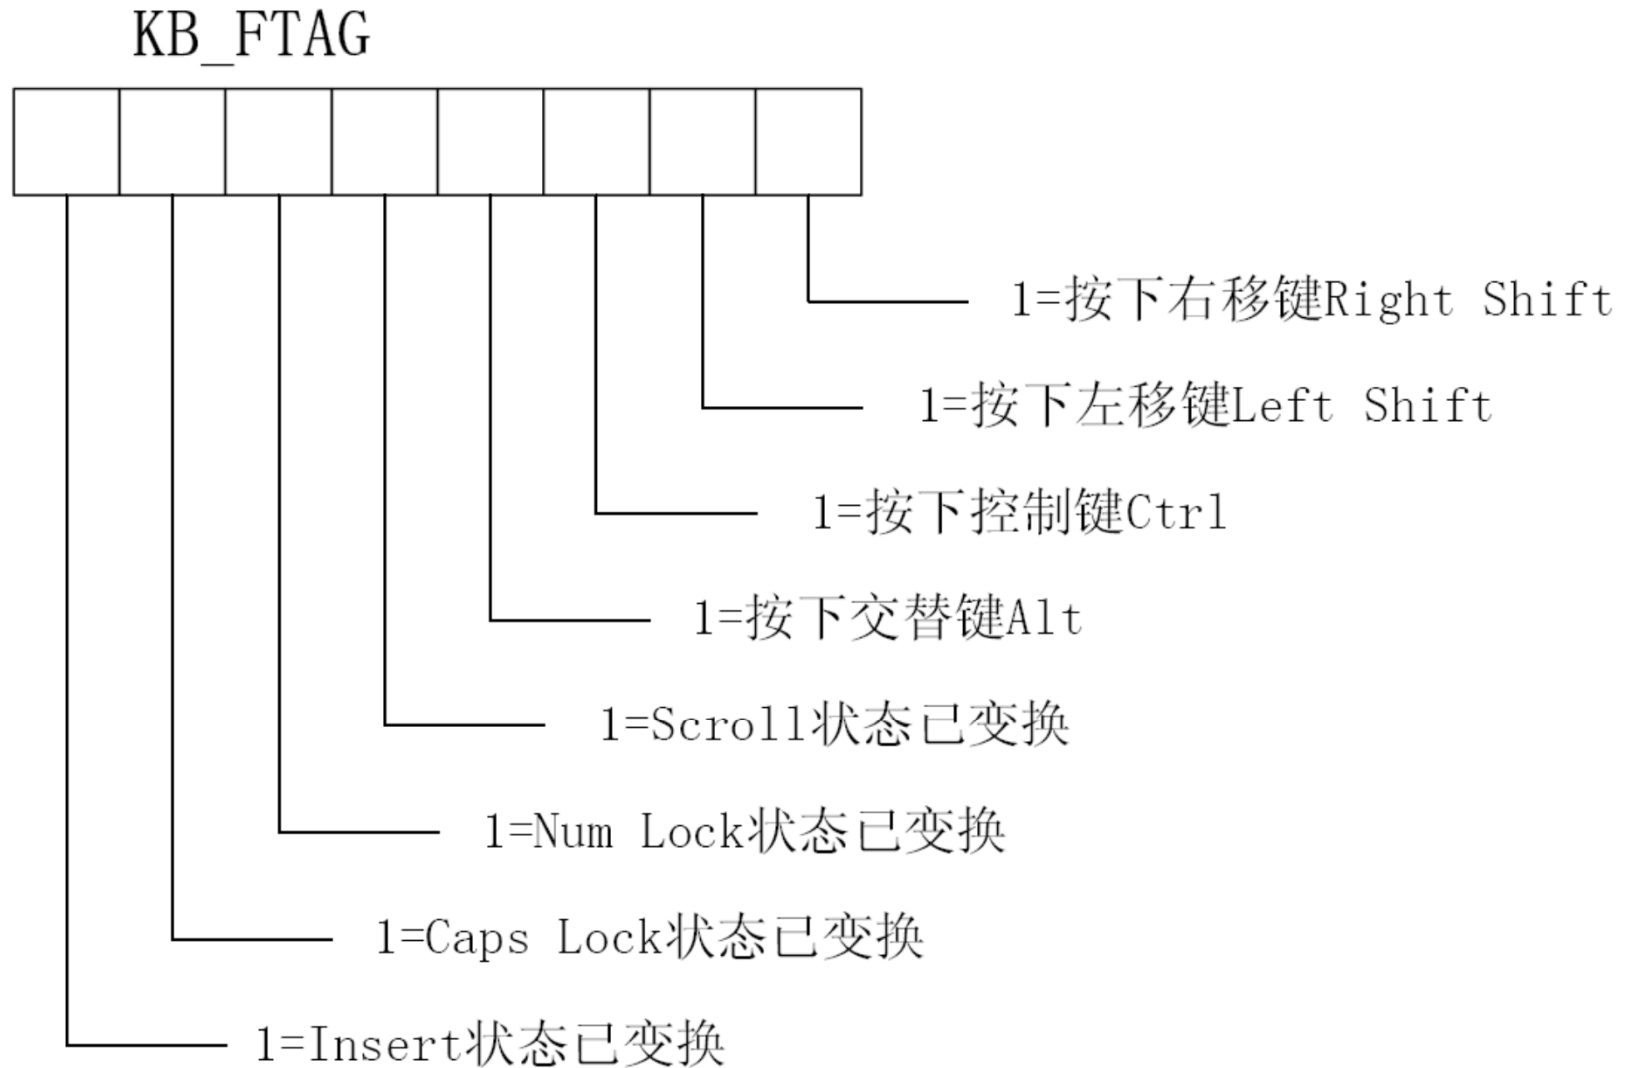 KB_FTAG
1=按下右移键Right Shift
1=按下左移键Left Shift
1=按下控制键Ctrl
1=按下交替键Alt
1=Scroll状态已变换
1=Num Lock状态已变换
1=Caps Lock状态已变换
1=Insert状态已变换